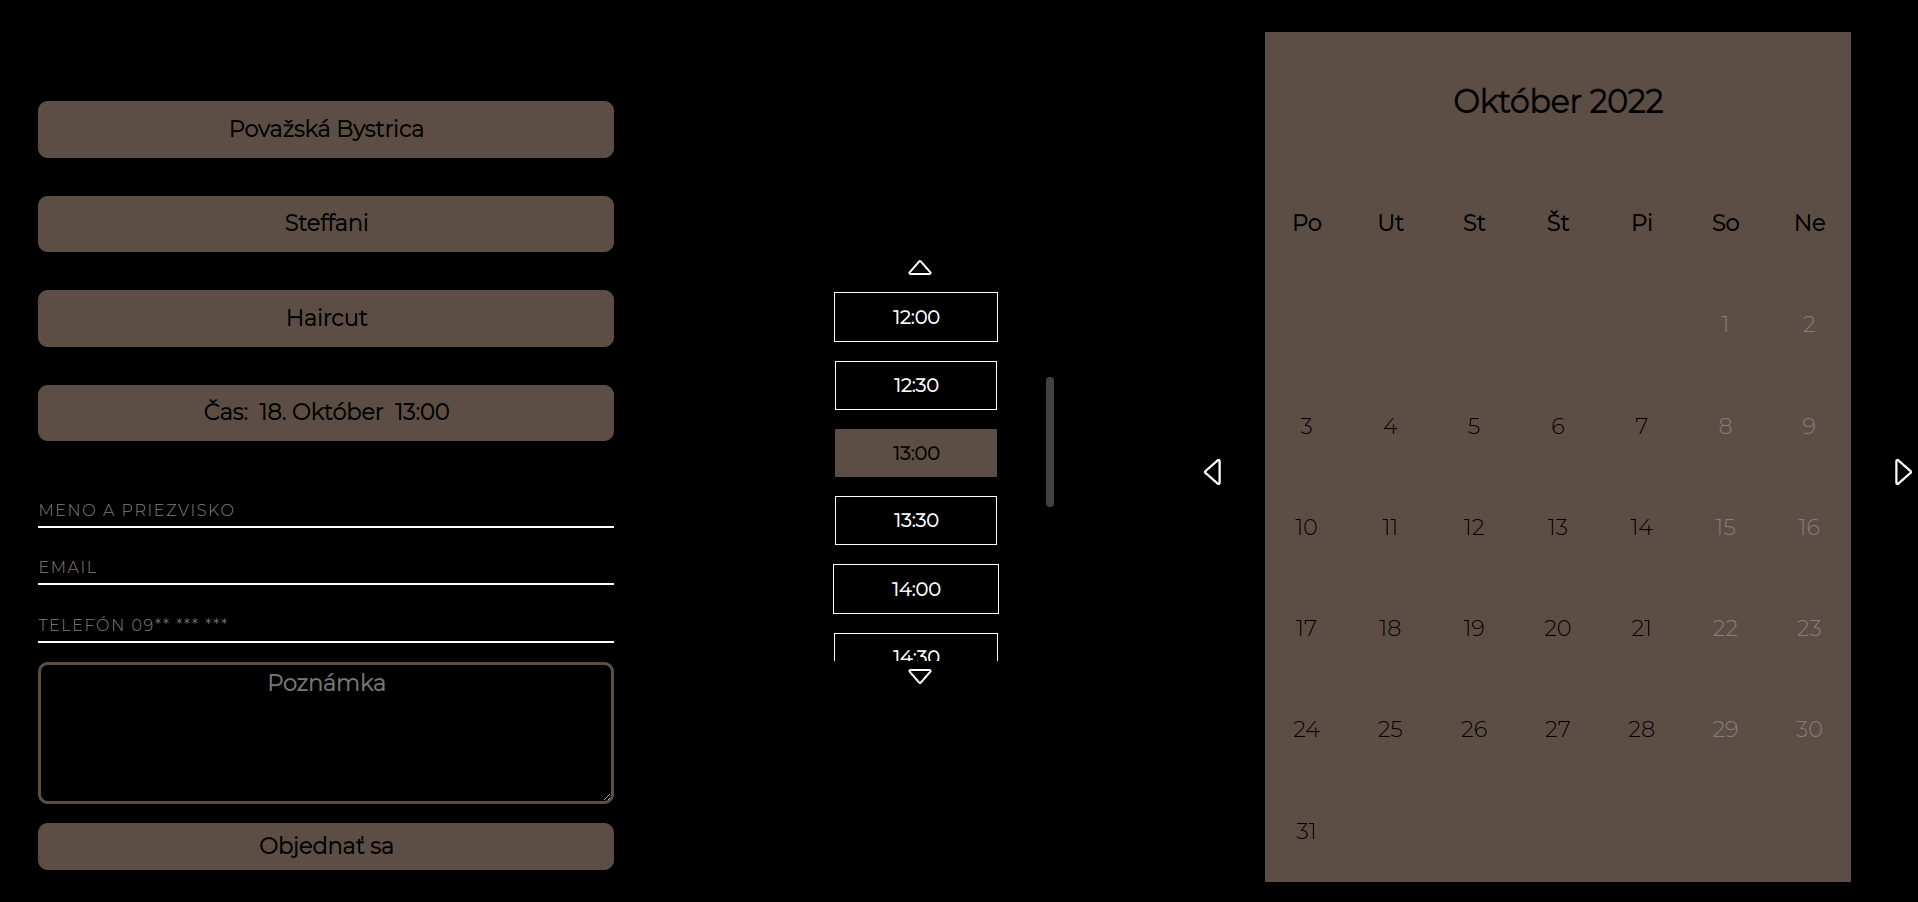 Považská Bystrica
Steffani
Haircut
Čas: 18. Október 13:00
MENO A PRIEZVISKO
EMAIL
TELEFÓN 09** *** ***
Poznámka
Objednať sa
12:00
12:30
13:00
13:30
14:00
14:30
Október 2022
Po Ut St Št Pi So Ne
1 2
3 4 5 6 7 8 9
10 11 12 13 14 15 16
17 18 19 20 21 22 23
24 25 26 27 28 29 30
31